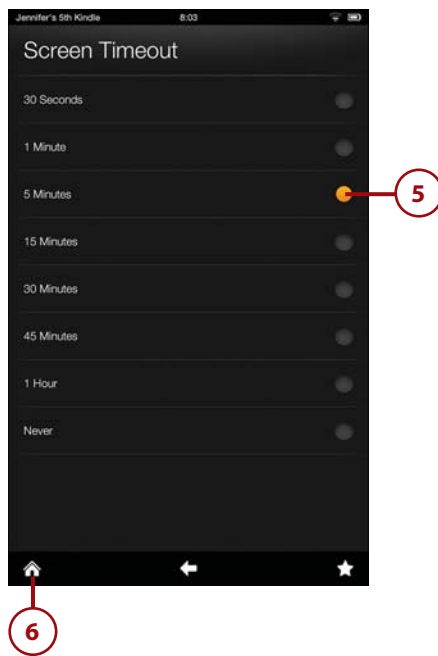 Jennifer's 5th Kindle 8:03
Screen Timeout
30 Seconds
1 Minute
5 Minutes
5
15 Minutes
30 Minutes
45 Minutes
1 Hour
Never
6